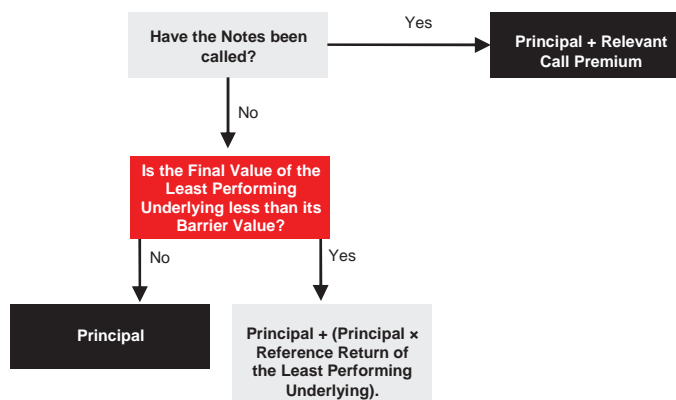 Have the Notes been
called?
Yes
Principal + Relevant
Call Premium
No
Is the Final Value of the
Least Performing
Underlying less than its
Barrier Value?
No
Yes
Principal
Principal + (Principal ×
Reference Return of
the Least Performing
Underlying).